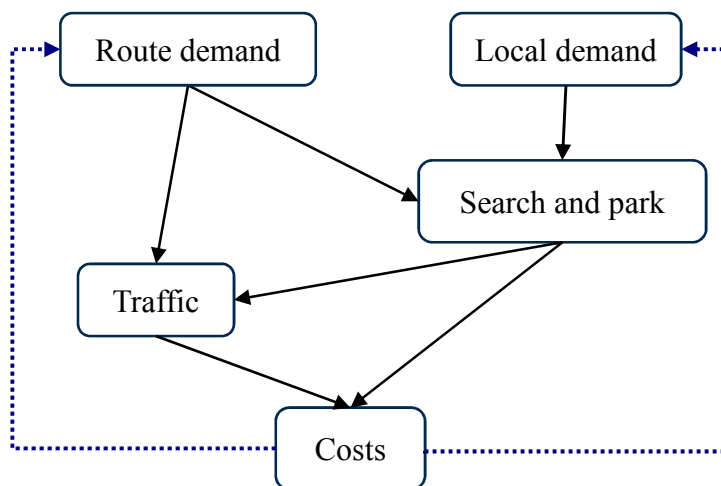 Route demand
Local demand
Search and park
Traffic
Costs